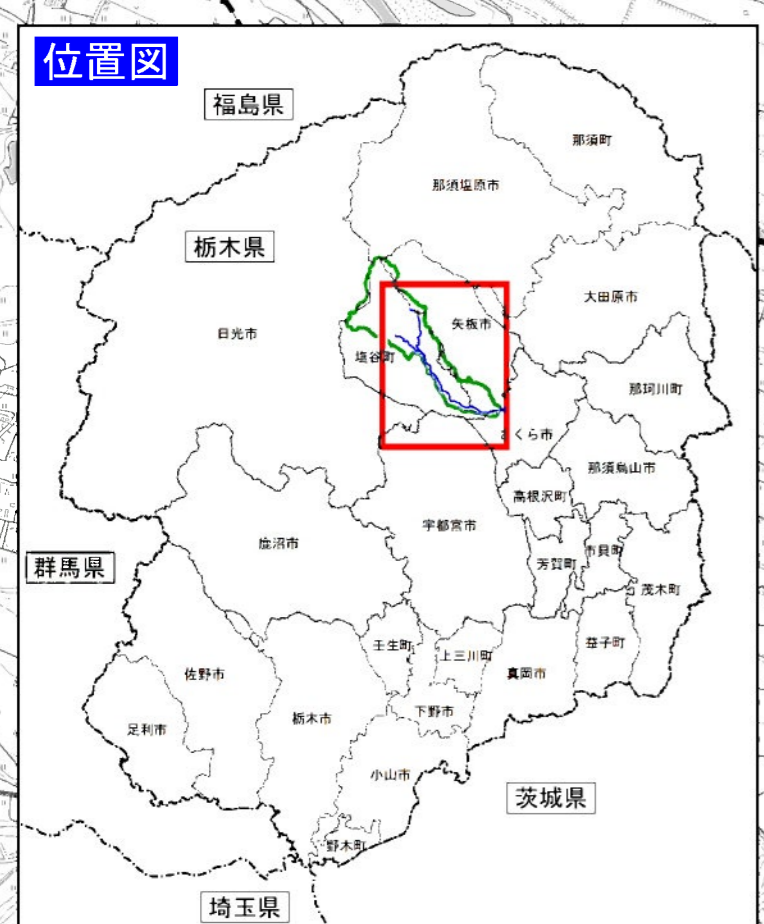 位置図
福島県
那須町
那須塩原市
栃木県
大田原市
日光市
矢板市
塩谷町
那珂川町
さくら市
那須烏山市
高根沢町
宇都宮市
鹿沼市
市貝町
芳賀町
群馬県
茂木町
益子町
壬生町
上三川町
佐野市
真岡市
下野市
栃木市
足利市
小山市
茨城県
野木町
埼玉県